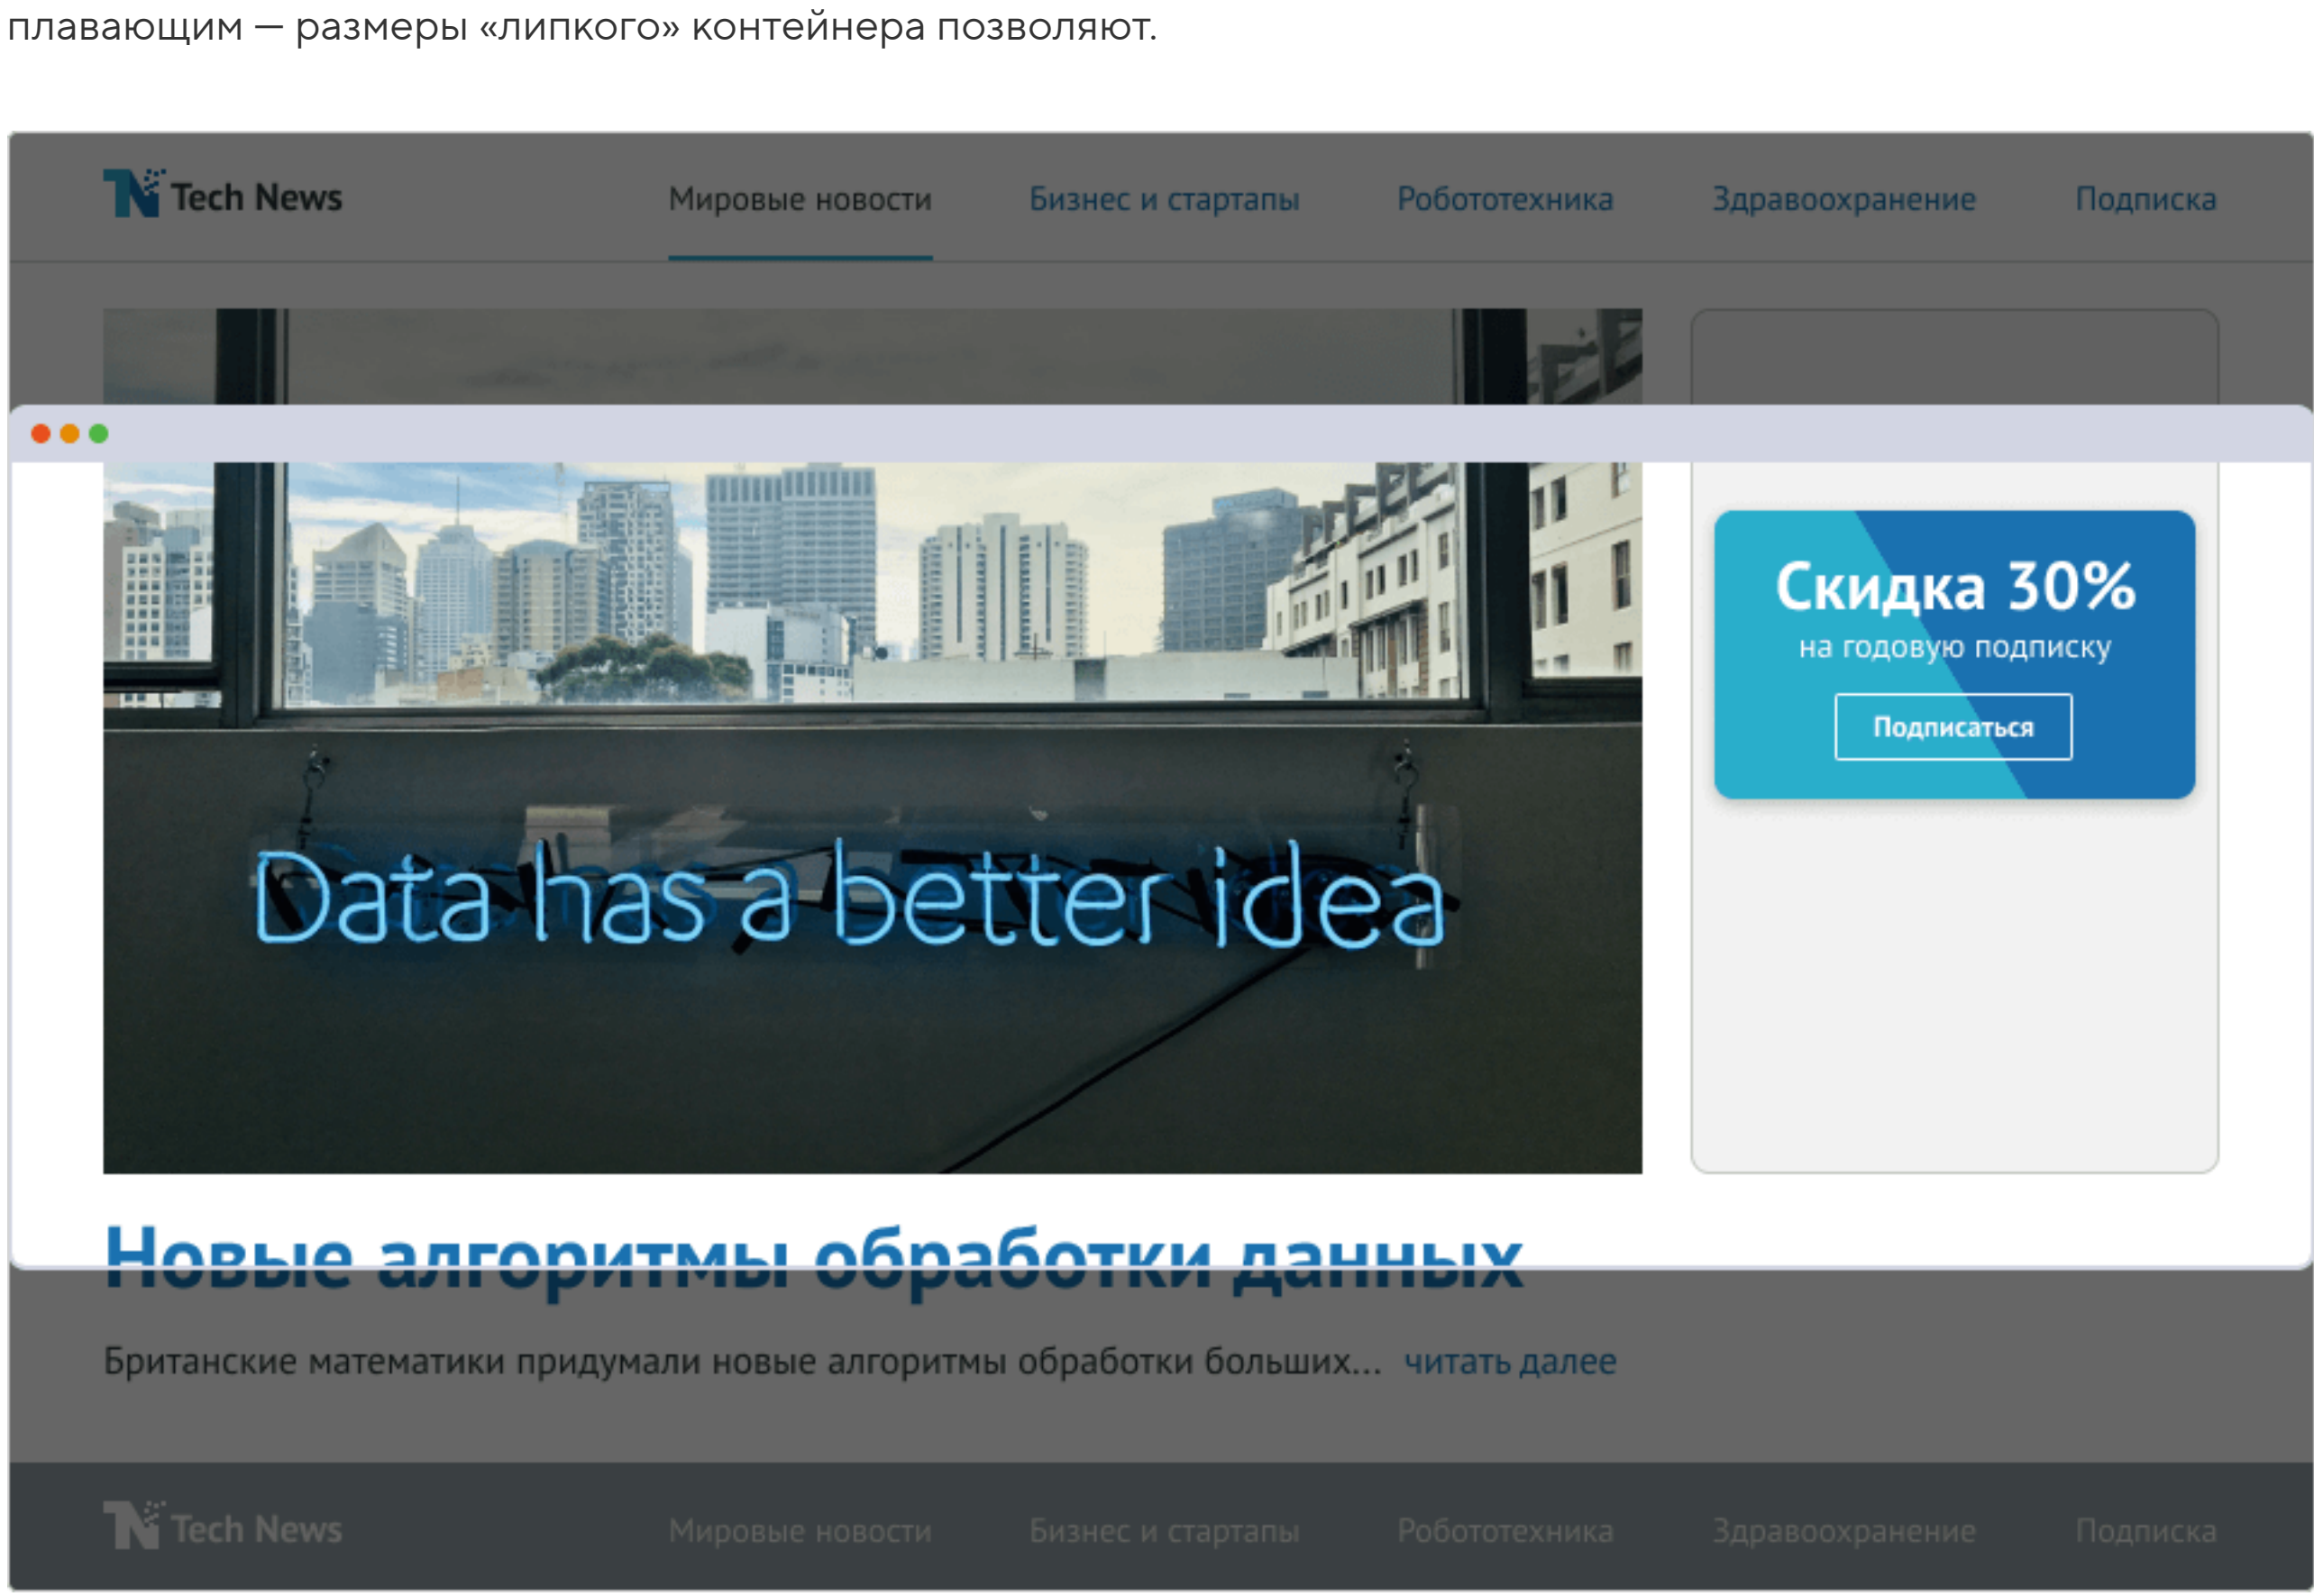 плавающим — размеры «липкого» контейнера позволяют.
Tech News
Мировые новости
Бизнес и стартапы
Робототехника
Здравоохранение
Подписка
Скидка 30%
на годовую подписку
Подписаться
Data has a better idea
Новые алгоритмы обработки данных
Британские математики придумали новые алгоритмы обработки больших... читать далее
Tech News
Мировые новости
Бизнес и стартапы
Робототехника
Здравоохранение
Подписка